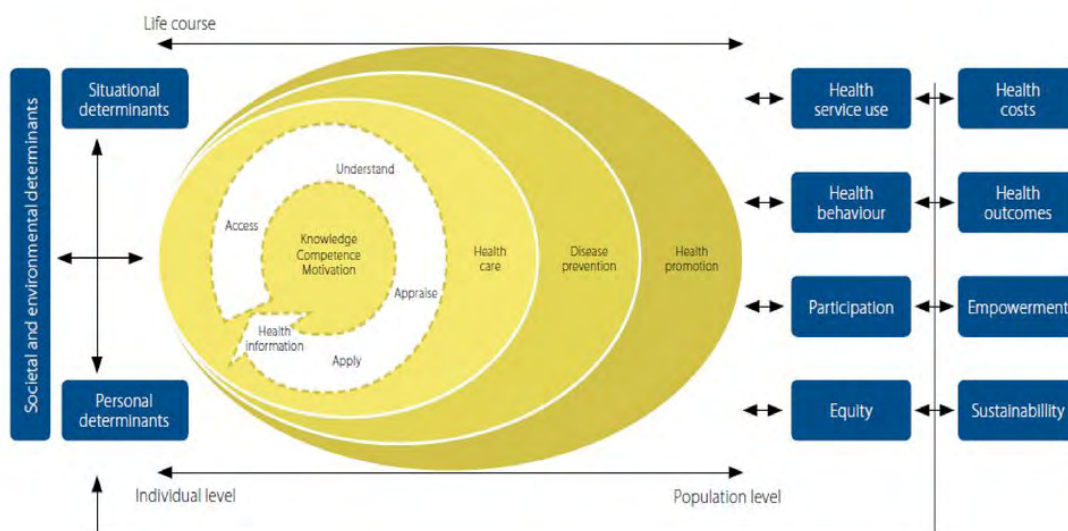 Life course
Societal and environmental determinants
Situational
determinants
Personal
determinants
Understand
Access
Knowledge
Competence
Motivation
Appraise
Health
information
Apply
Health
care
Disease
prevention
Health
promotion
Health
service use
Health
costs
Health
behaviour
Health
outcomes
Participation
Empowerment
Equity
Sustainabillity
Individual level
Population level